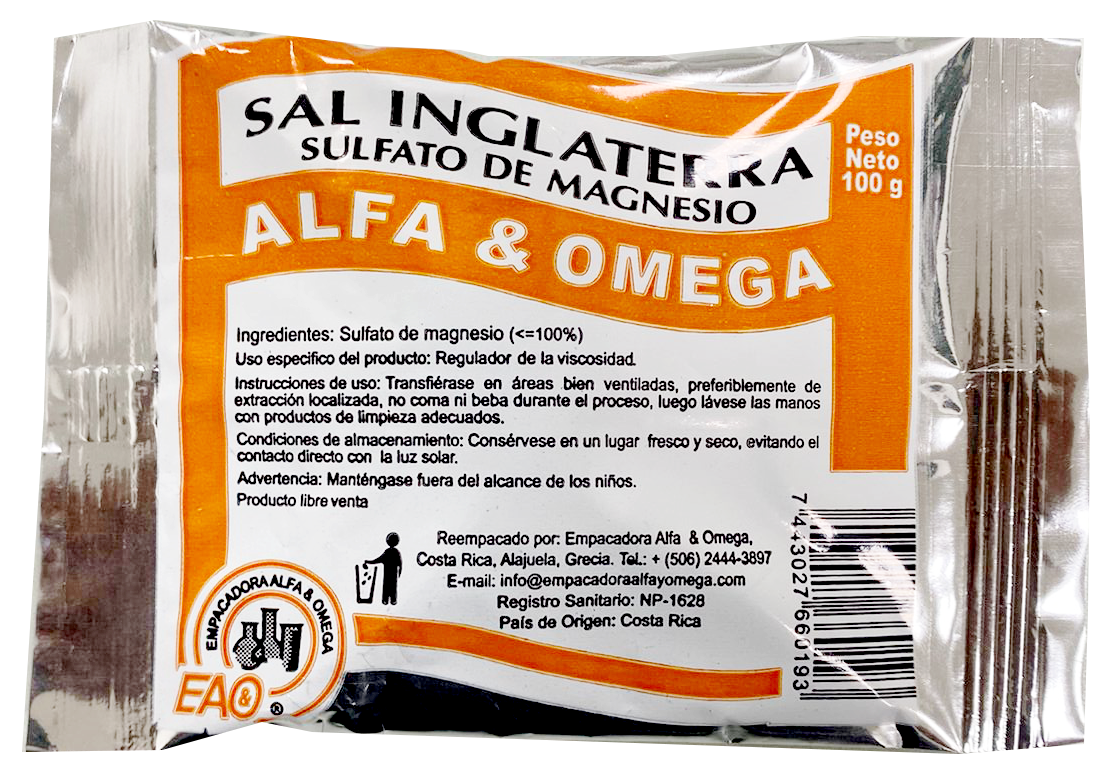 SAL INGLATERRA
SULFATO DE MAGNESIO
Peso
Neto
100 g
ALFA & OMEGA
Ingredientes: Sulfato de magnesio (<=100%)
Uso especifico del producto: Regulador de la viscosidad.
Instrucciones de uso: Transfiérase en áreas bien ventiladas, preferiblemente de
extracción localizada, no coma ni beba durante el proceso, luego lávese las manos
con productos de limpieza adecuados.
Condiciones de almacenamiento: Consérvese en un lugar fresco y seco, evitando el
contacto directo con la luz solar.
Advertencia: Manténgase fuera del alcance de los niños.
Producto libre venta
Reempacado por: Empacadora Alfa & Omega,
Costa Rica, Alajuela, Grecia. Tel.: + (506) 2444-3897
E-mail: info@empacadoraalfayomega.com
Registro Sanitario: NP-1628
País de Origen: Costa Rica
7 443027 660193
EMPACADORA ALFA & OMEGA
EA&O ®